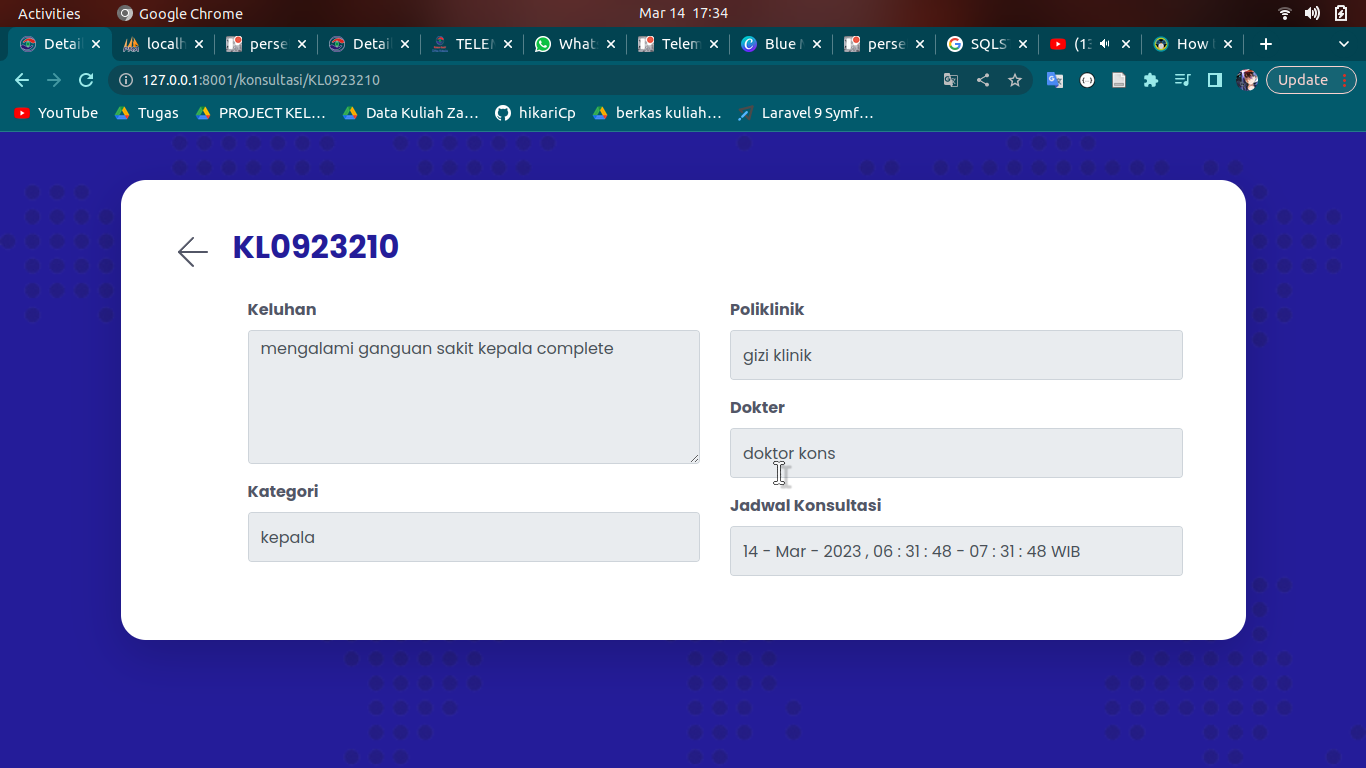 Activities
Google Chrome
Mar 14 17:34
Detai
localh
perse
Detail
TELEM
What
Telem
Blue
perse
SQLS
(1
How
127.0.0.1:8001/konsultasi/KL0923210
Update
YouTube
Tugas
PROJECT KEL...
Data Kuliah Za...
hikariCp
berkas kuliah...
Laravel 9 Symf...
KL0923210
Keluhan
mengalami ganguan sakit kepala complete
Kategori
kepala
Poliklinik
gizi klinik
Dokter
doktor kons
Jadwal Konsultasi
14 - Mar - 2023 , 06 : 31 : 48 - 07 : 31 : 48 WIB